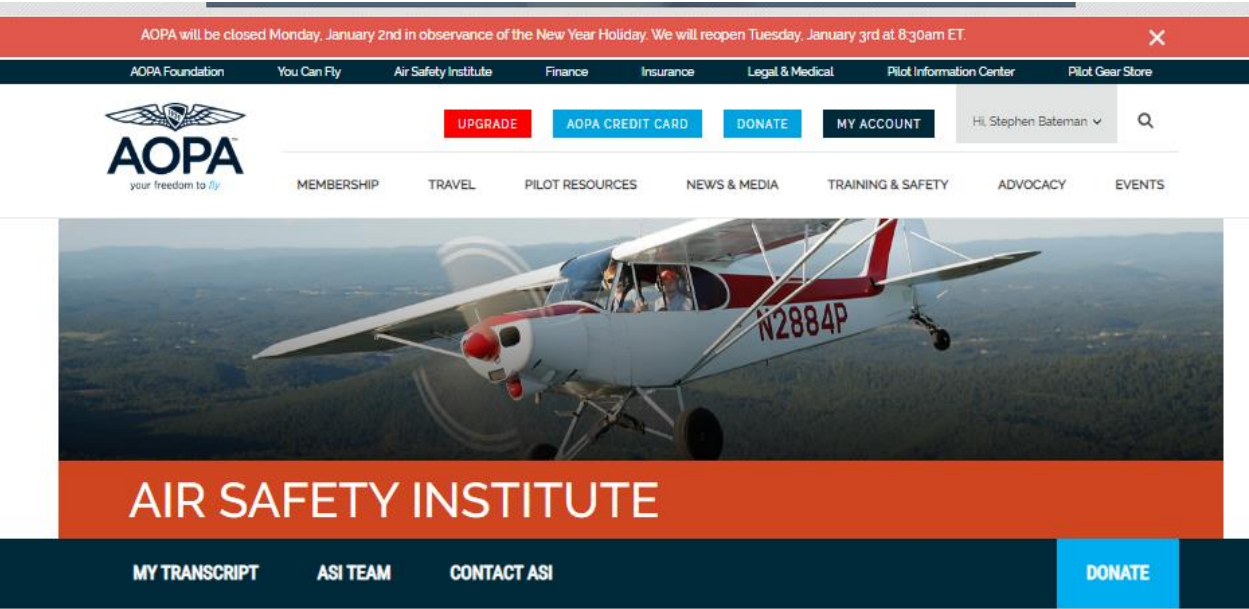 AOPA will be closed Monday, January 2nd in observance of the New Year Holiday. We will reopen Tuesday, January 3rd at 8:30am ET.
AOPA Foundation You Can Fly Air Safety Institute Finance Insurance Legal & Medical Pilot Information Center Pilot Gear Store
UPGRADE AOPA CREDIT CARD DONATE MY ACCOUNT Hi, Stephen Bateman
AOPA
your freedom to fly
MEMBERSHIP TRAVEL PILOT RESOURCES NEWS & MEDIA TRAINING & SAFETY ADVOCACY EVENTS
N2884P
AIR SAFETY INSTITUTE
MY TRANSCRIPT ASI TEAM CONTACT ASI DONATE